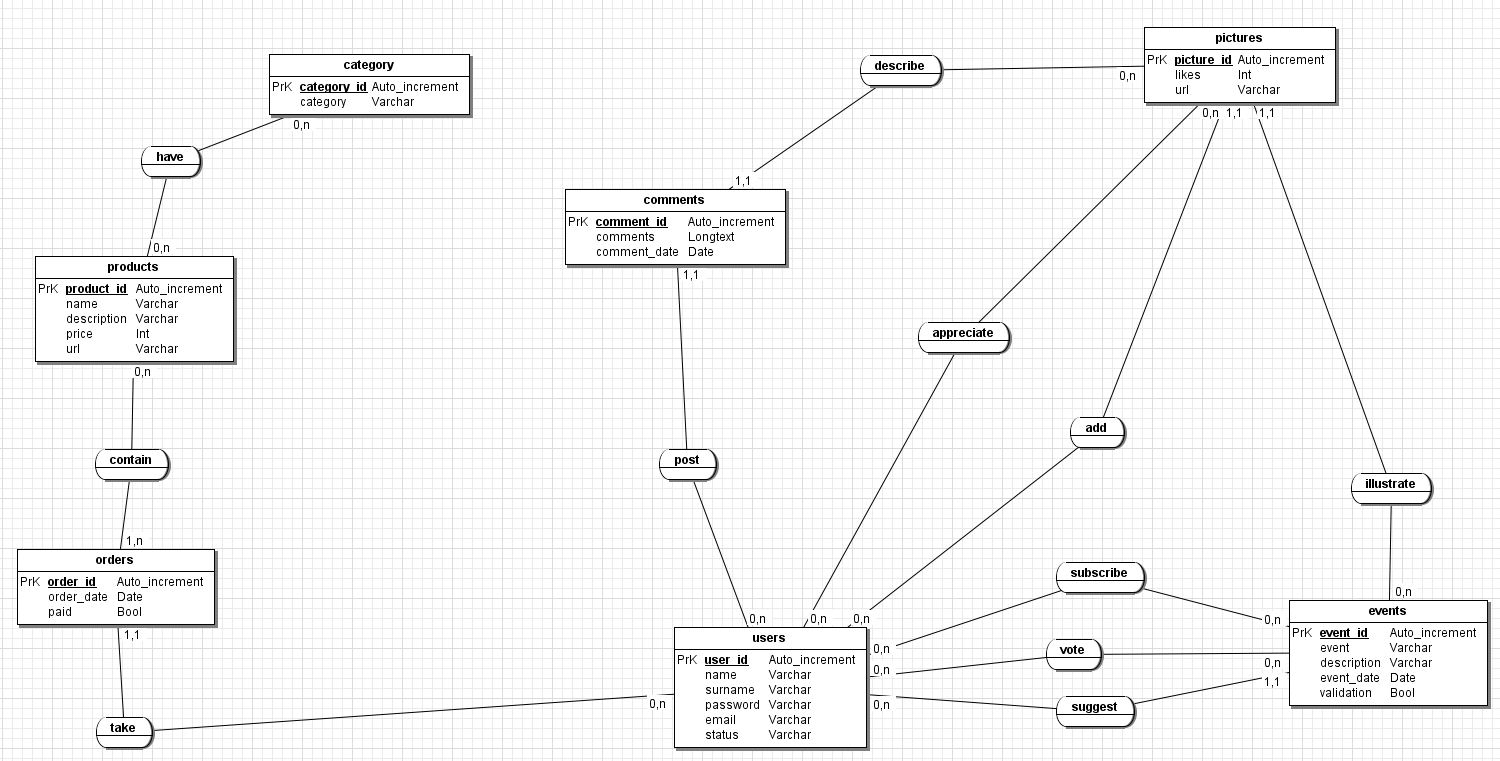 pictures
PrK picture_id Auto_increment
likes Int
url Varchar
describe
0,n
category
PrK category_id Auto_increment
category Varchar
0,n
0,n 1,1 1,1
have
1,1
comments
PrK comment_id Auto_increment
comments Longtext
comment_date Date
1,1
0,n
products
PrK product_id Auto_increment
name Varchar
description Varchar
price Int
url Varchar
0,n
appreciate
add
contain
post
illustrate
1,n
orders
PrK order_id Auto_increment
order_date Date
paid Bool
1,1
subscribe
0,n
events
PrK event_id Auto_increment
event Varchar
description Varchar
event_date Date
validation Bool
0,n 0,n 0,n
users
PrK user_id Auto_increment
name Varchar
surname Varchar
password Varchar
email Varchar
status Varchar
0,n
0,n
0,n
0,n
vote
0,n
1,1
suggest
0,n
take